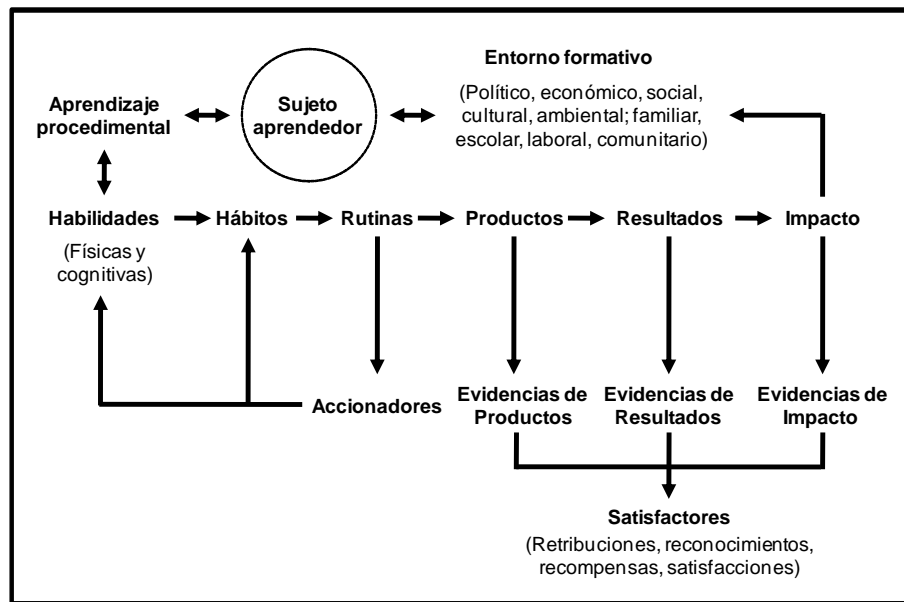 Entorno formativo
(Político, económico, social,
cultural, ambiental; familiar,
escolar, laboral, comunitario)
Aprendizaje
procedimental
Sujeto
aprendedor
Habilidades
(Físicas y
cognitivas)
Hábitos
Rutinas
Productos
Resultados
Impacto
Accionadores
Evidencias de
Productos
Evidencias de
Resultados
Evidencias de
Impacto
Satisfactores
(Retribuciones, reconocimientos,
recompensas, satisfacciones)